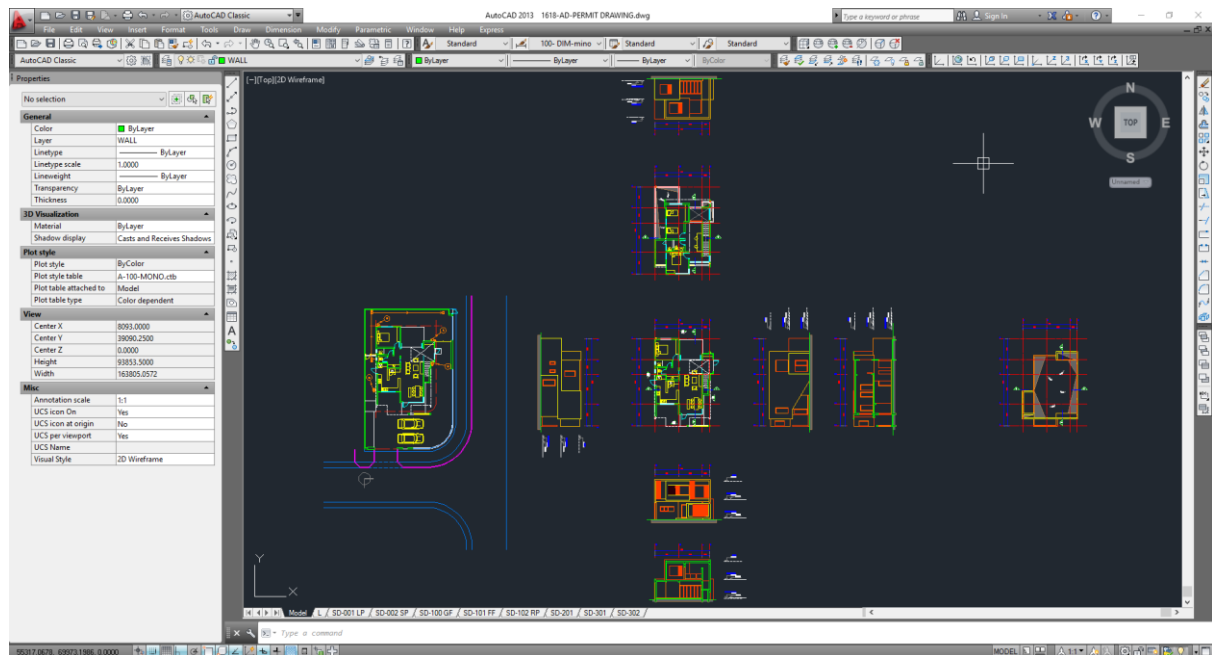 AutoCAD Classic
AutoCAD 2013 1618-AD-PERMIT DRAWING.dwg
Type a keyword or phrase
Sign In
File Edit View Insert Format Tools Draw Dimension Modify Parametric Window Help Express
Standard
100- DIM-mino
Standard
Standard
AutoCAD Classic
WALL
ByLayer
ByLayer
ByLayer
ByColor
Properties
No selection
General
Color ByLayer
Layer WALL
Linetype ByLayer
Linetype scale 1.0000
Lineweight ByLayer
Transparency ByLayer
Thickness 0.0000
3D Visualization
Material ByLayer
Shadow display Casts and Receives Shadows
Plot style
Plot style ByColor
Plot style table A-100-MONO.ctb
Plot table attached to Model
Plot table type Color dependent
View
Center X 8093.0000
Center Y 39090.2500
Center Z 0.0000
Height 93853.5000
Width 163805.0572
Misc
Annotation scale 1:1
UCS icon On Yes
UCS icon at origin No
UCS per viewport Yes
UCS Name
Visual Style 2D Wireframe
[-][Top][2D Wireframe]
N
W TOP E
S
Unnamed
Y
X
Model / L / SD-001 LP / SD-002 SP / SD-100 GF / SD-101 FF / SD-102 RP / SD-201 / SD-301 / SD-302 /
Type a command
95317.0678, 69973.1986, 0.0000
MODEL
1:1